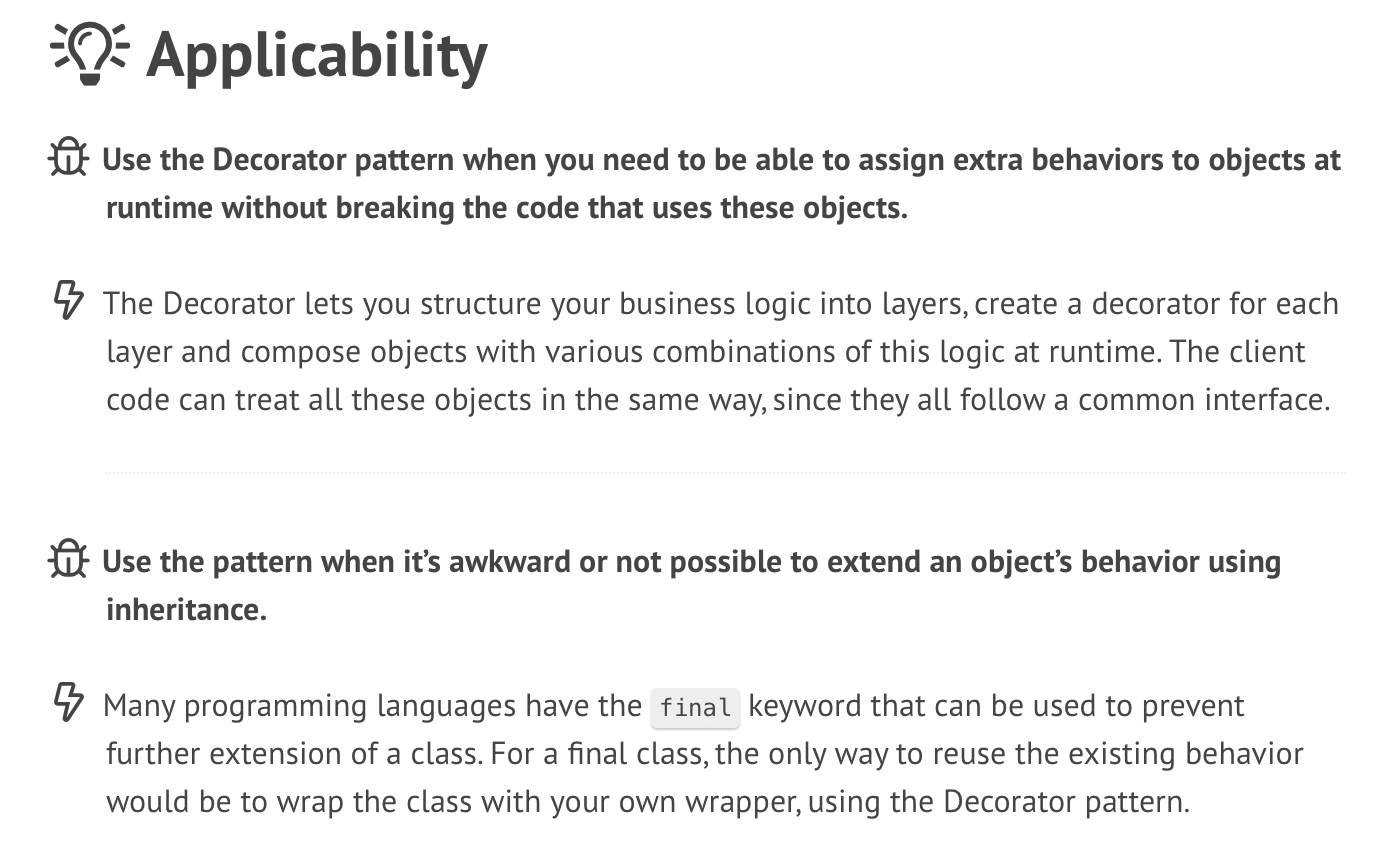 Applicability
Use the Decorator pattern when you need to be able to assign extra behaviors to objects at
runtime without breaking the code that uses these objects.
The Decorator lets you structure your business logic into layers, create a decorator for each
layer and compose objects with various combinations of this logic at runtime. The client
code can treat all these objects in the same way, since they all follow a common interface.
Use the pattern when it’s awkward or not possible to extend an object’s behavior using
inheritance.
Many programming languages have the final keyword that can be used to prevent
further extension of a class. For a final class, the only way to reuse the existing behavior
would be to wrap the class with your own wrapper, using the Decorator pattern.